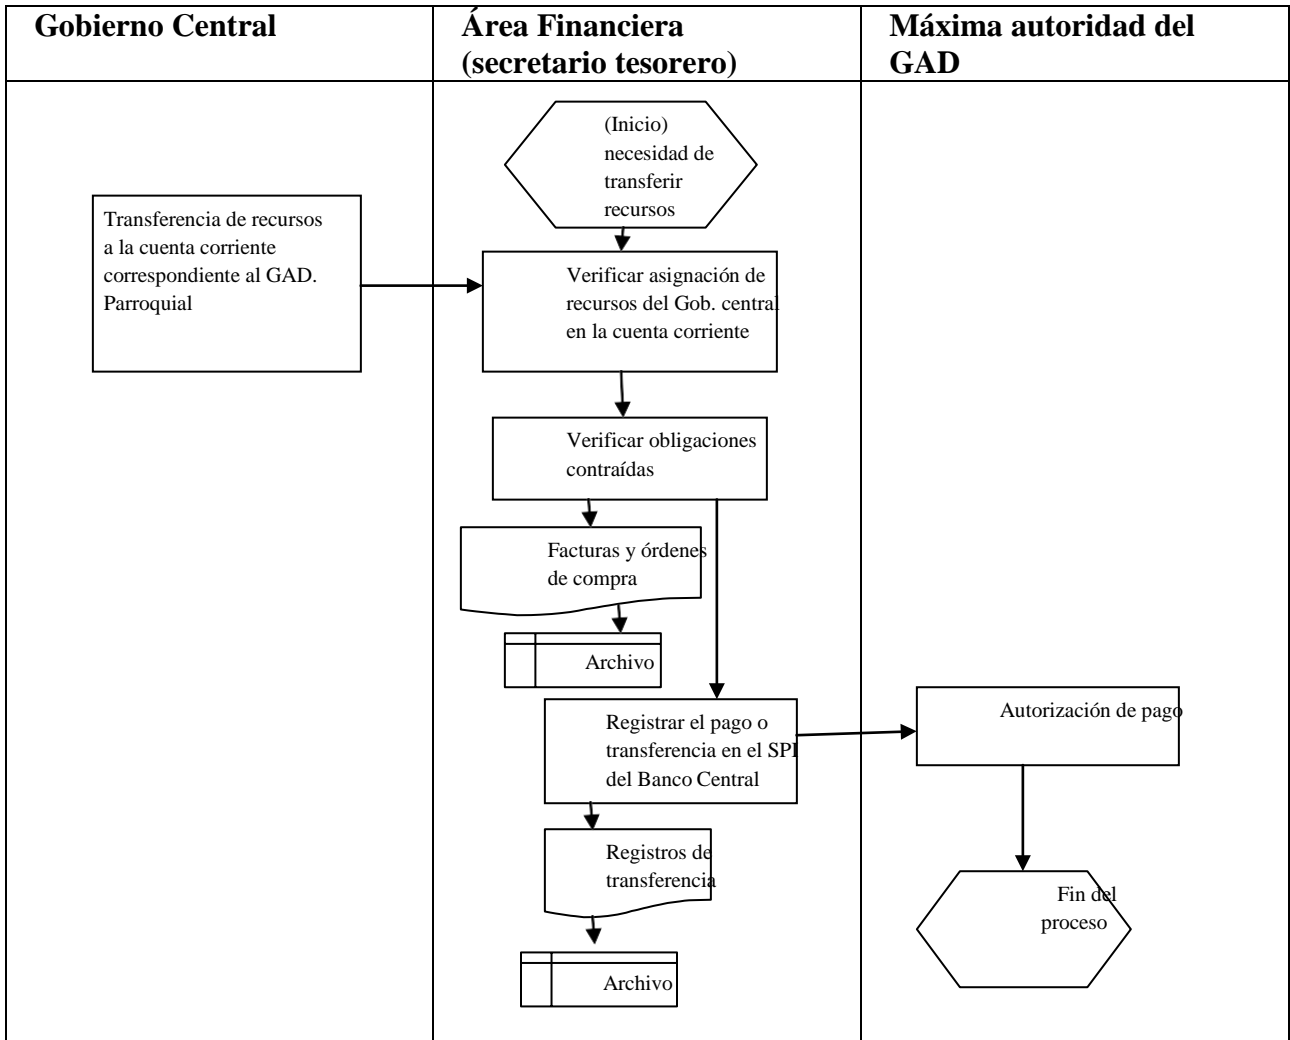 Gobierno Central
Área Financiera
(secretario tesorero)
Máxima autoridad del
GAD
(Inicio)
necesidad de
transferir
recursos
Transferencia de recursos
a la cuenta corriente
correspondiente al GAD.
Parroquial
Verificar asignación de
recursos del Gob. central
en la cuenta corriente
Verificar obligaciones
contraídas
Facturas y órdenes
de compra
Archivo
Registrar el pago o
transferencia en el SPI
del Banco Central
Autorización de pago
Registros de
transferencia
Fin del
proceso
Archivo